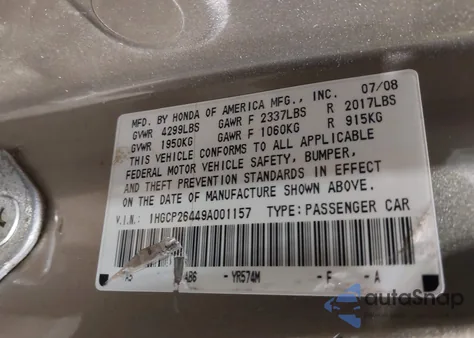 MFD. BY HONDA OF AMERICA MFG., INC. 07/08
GVWR 4299LBS GAWR F 2337LBS R 2017LBS
GVWR 1950KG GAWR F 1060KG R 915KG
THIS VEHICLE CONFORMS TO ALL APPLICABLE
FEDERAL MOTOR VEHICLE SAFETY, BUMPER,
AND THEFT PREVENTION STANDARDS IN EFFECT
ON THE DATE OF MANUFACTURE SHOWN ABOVE.
V.I.N.: 1HGCP26449A001157 TYPE: PASSENGER CAR
YR574M - F - A
autoSnap